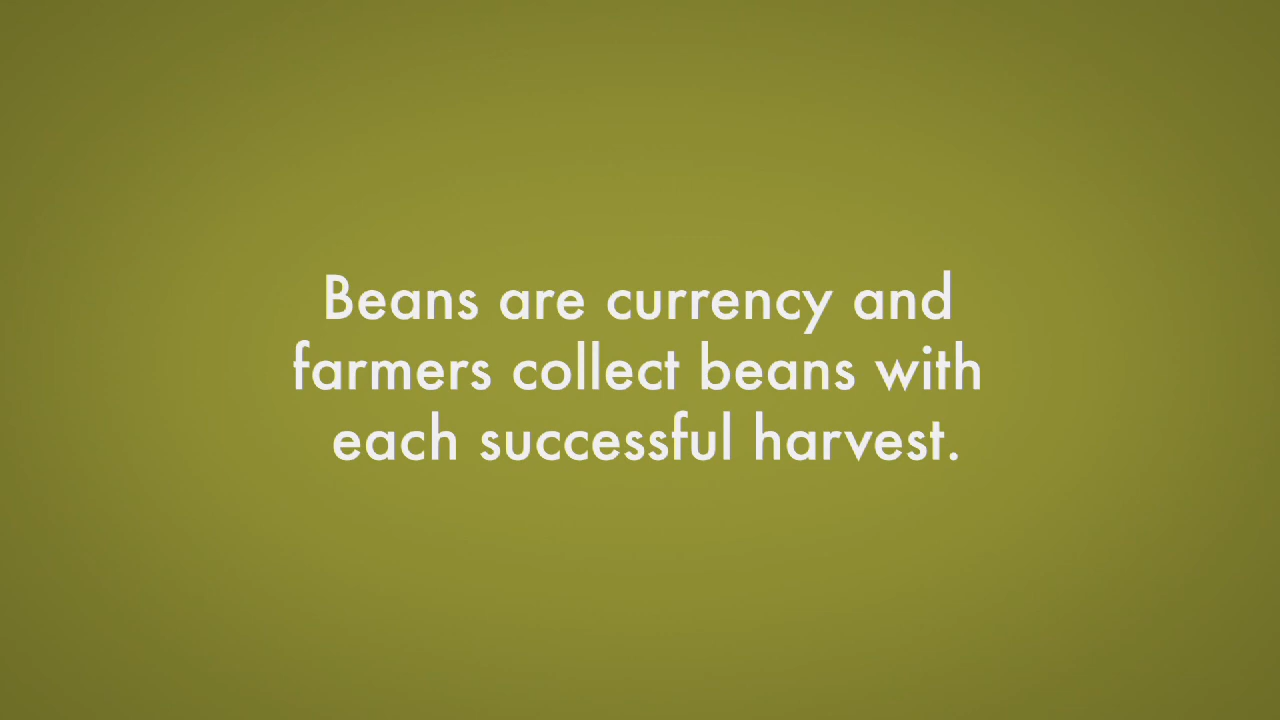 Beans are currency and
farmers collect beans with
each successful harvest.